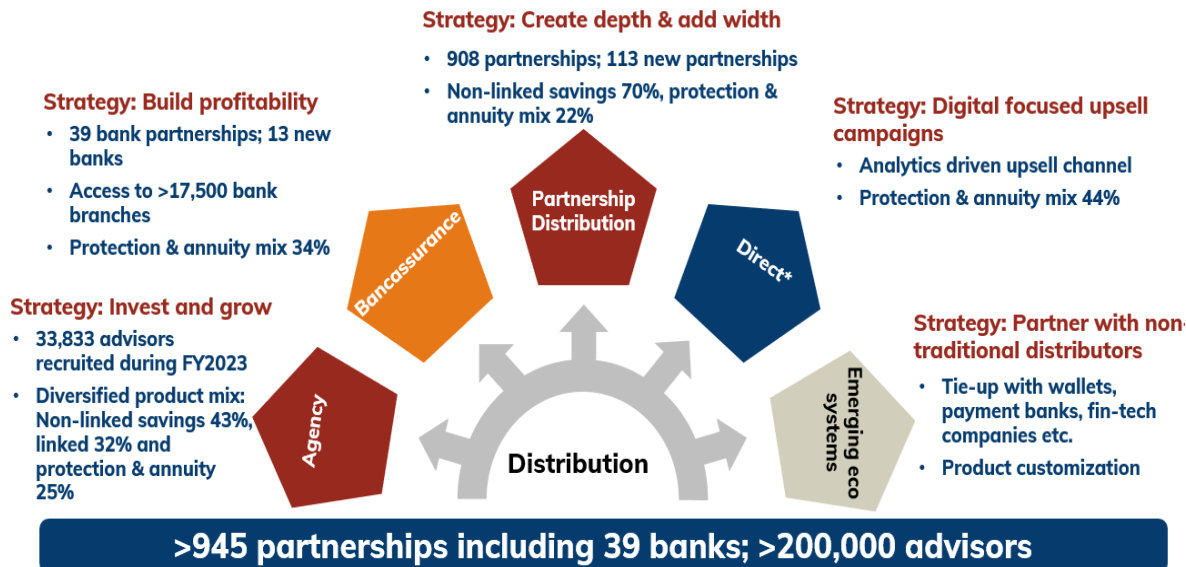 Strategy: Create depth & add width
• 908 partnerships; 113 new partnerships
• Non-linked savings 70%, protection &
annuity mix 22%
Strategy: Build profitability
• 39 bank partnerships; 13 new
banks
• Access to >17,500 bank
branches
• Protection & annuity mix 34%
Strategy: Digital focused upsell
campaigns
• Analytics driven upsell channel
• Protection & annuity mix 44%
Strategy: Invest and grow
• 33,833 advisors
recruited during FY2023
• Diversified product mix:
Non-linked savings 43%,
linked 32% and
protection & annuity
25%
Strategy: Partner with non-
traditional distributors
• Tie-up with wallets,
payment banks, fin-tech
companies etc.
• Product customization
Agency
Bancassurance
Partnership
Distribution
Direct*
Emerging eco
systems
Distribution
>945 partnerships including 39 banks; >200,000 advisors